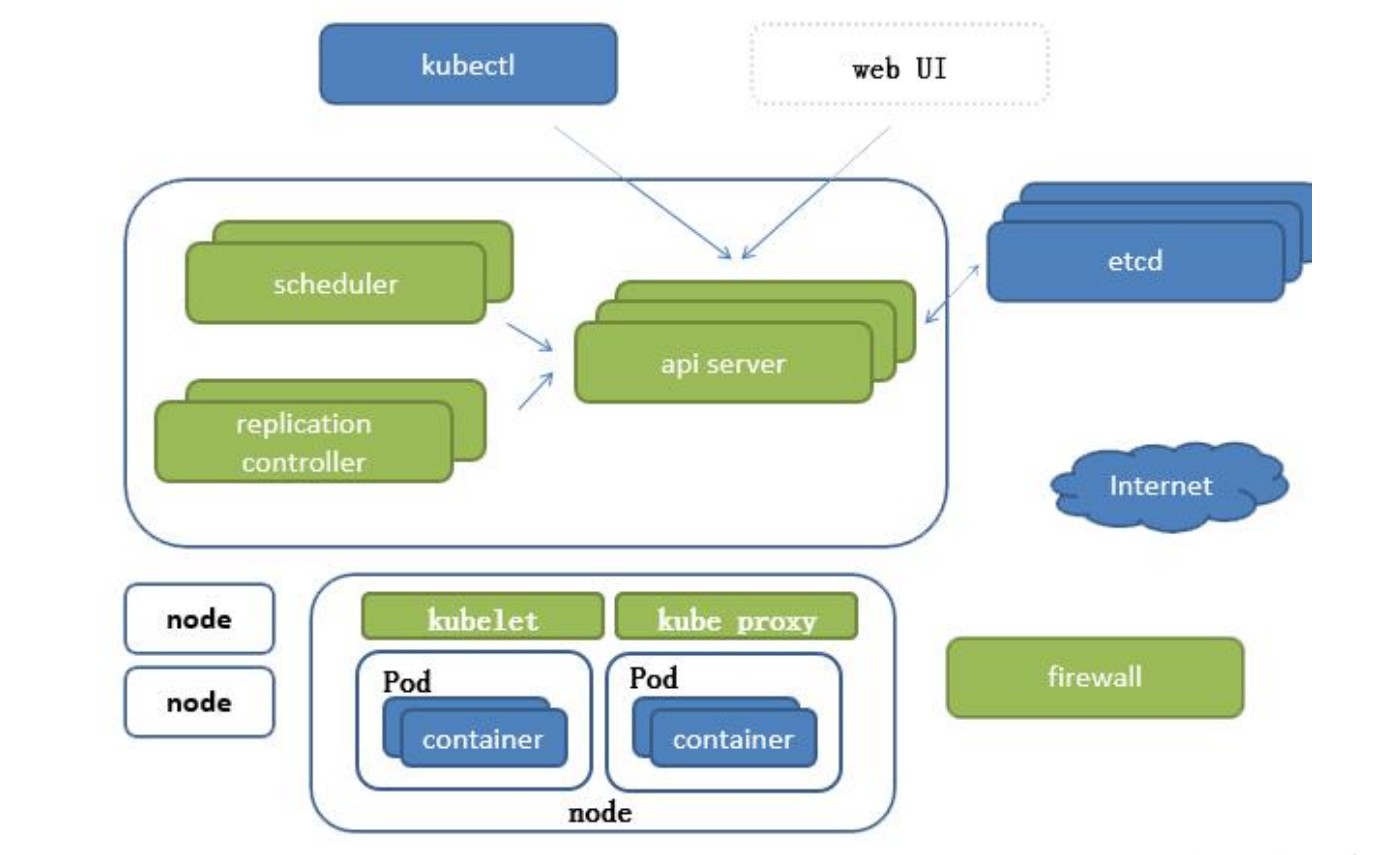 kubectl
web UI
scheduler
etcd
api server
replication
controller
Internet
node
node
kubelet
kube proxy
Pod
container
Pod
container
node
firewall